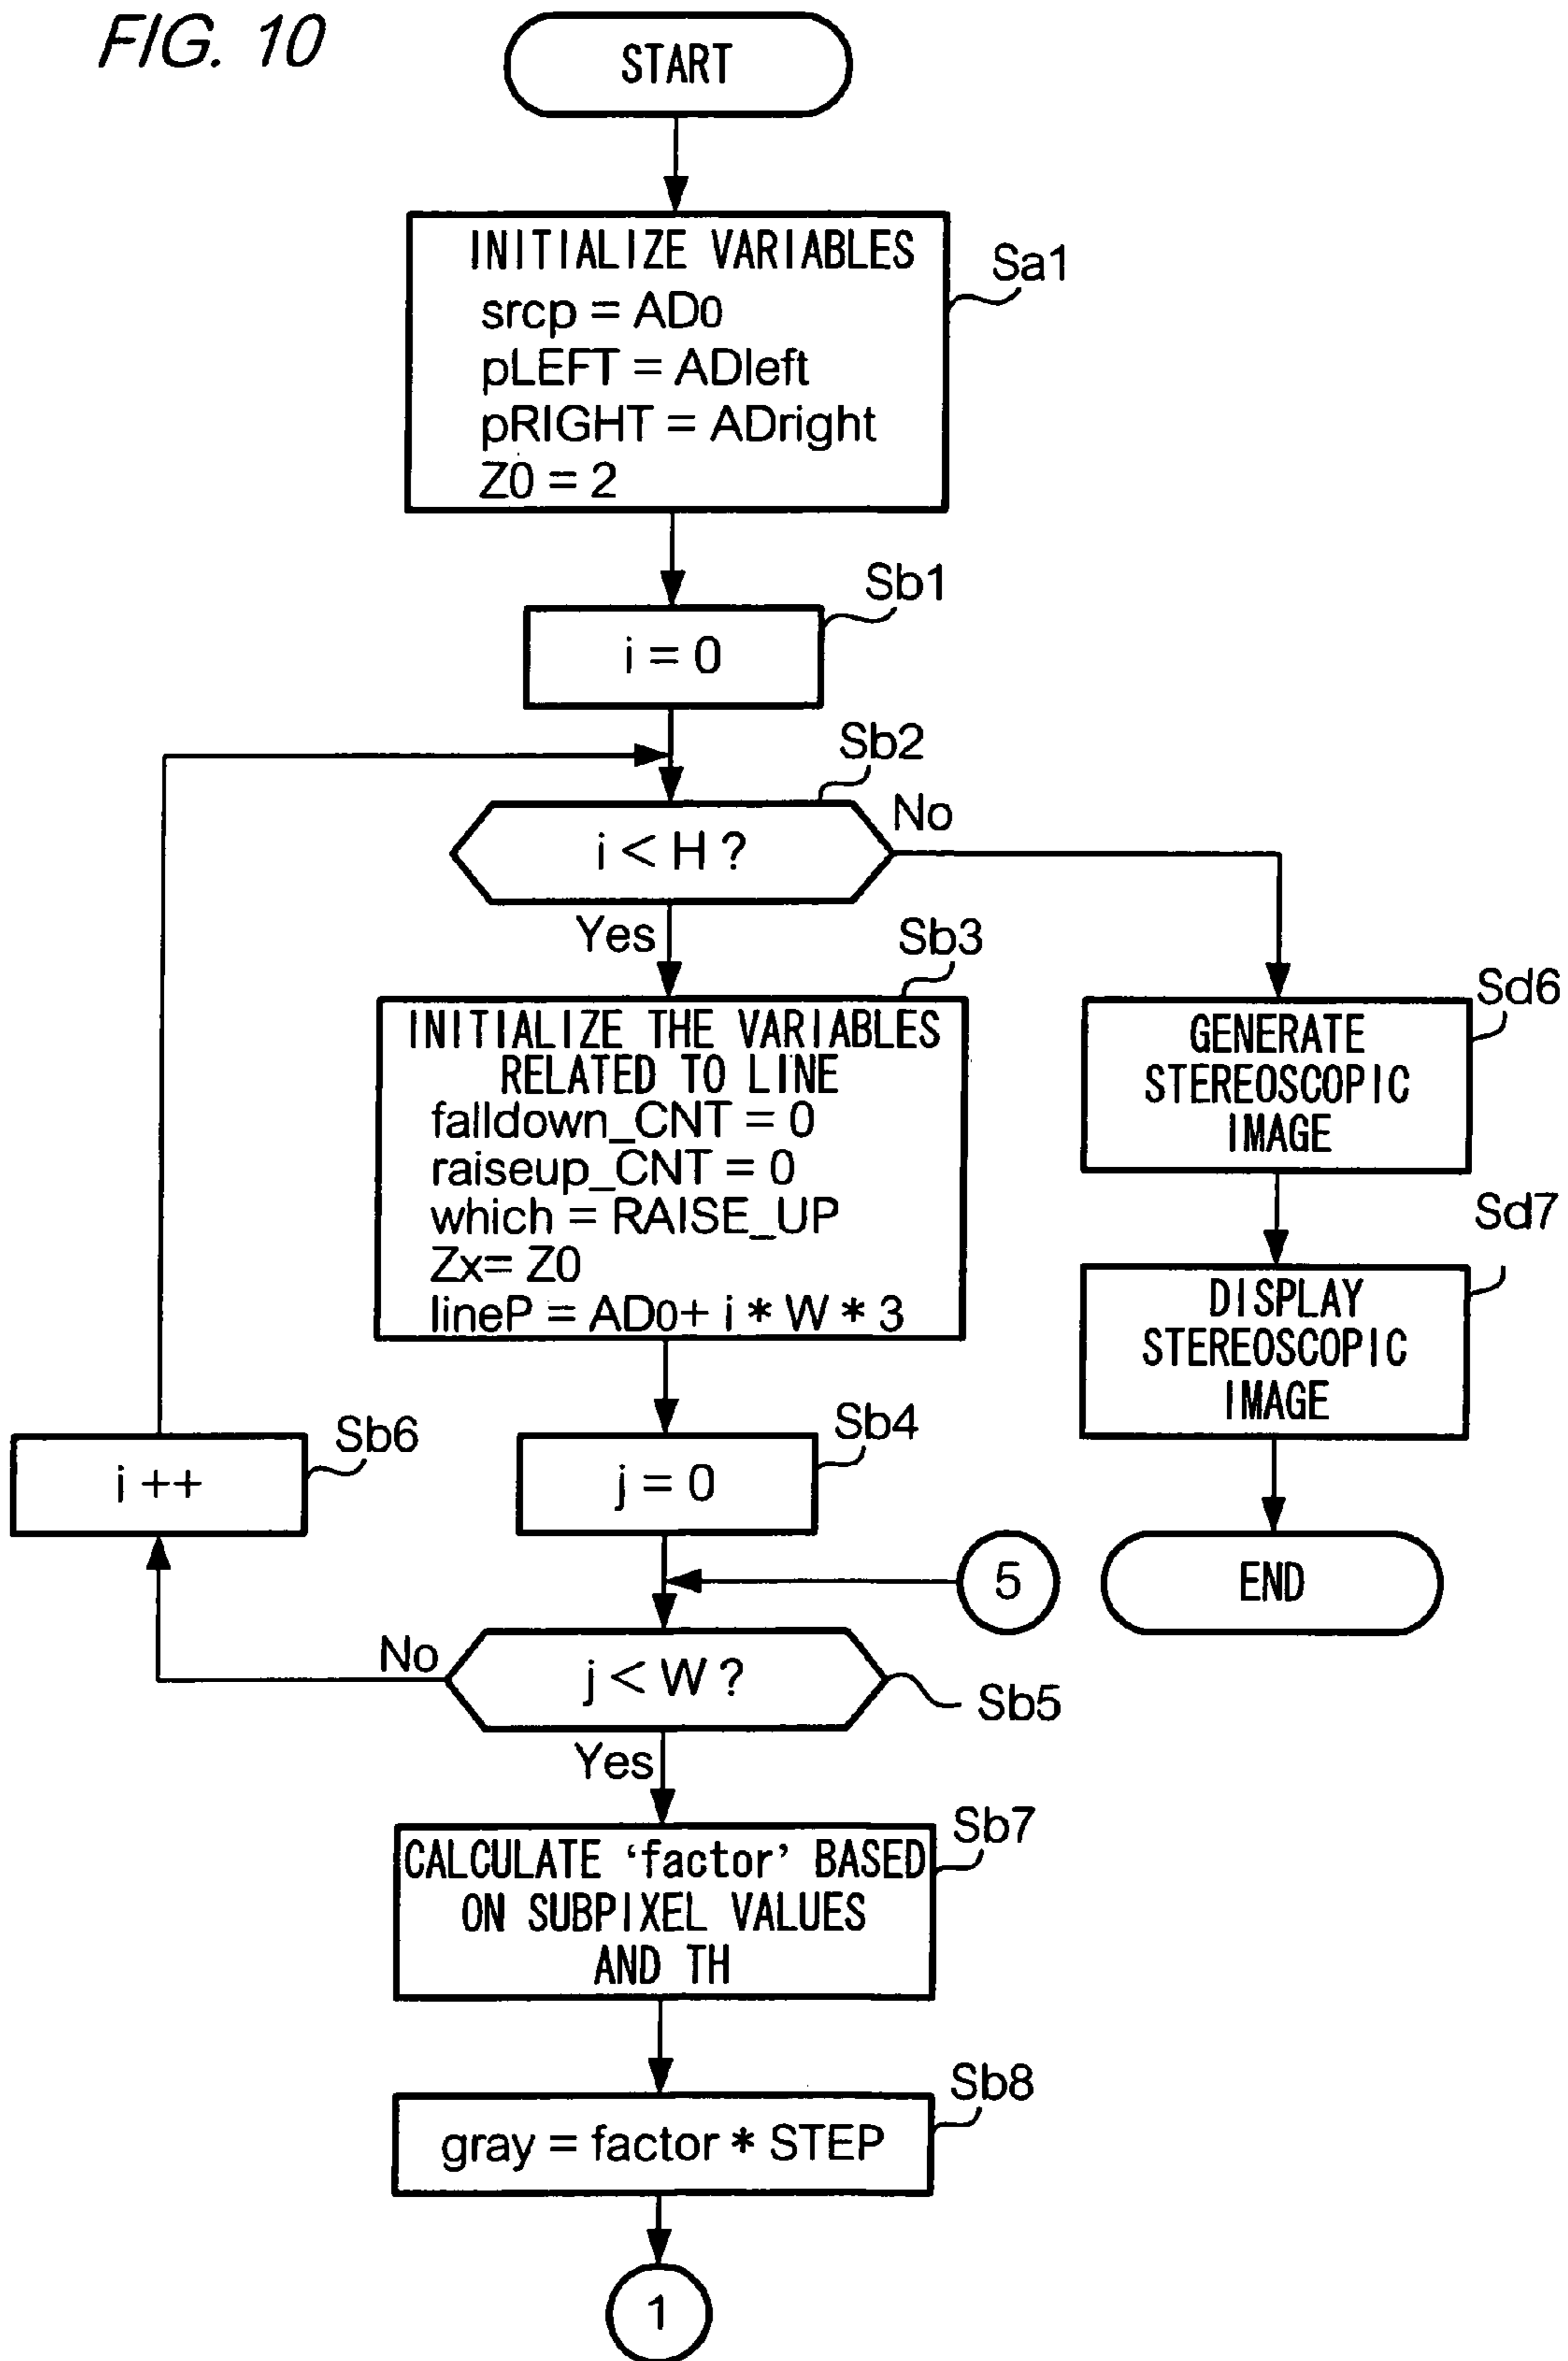 FIG. 10
START
INITIALIZE VARIABLES
srcp = AD0
pLEFT = ADleft
pRIGHT = ADright
Z0 = 2
Sa1
Sb1
i = 0
Sb2
i < H ?
No
Yes
Sb3
INITIALIZE THE VARIABLES
RELATED TO LINE
falldown_CNT = 0
raiseup_CNT = 0
which = RAISE_UP
Zx= Z0
lineP = AD0+ i * W * 3
Sd6
GENERATE
STEREOSCOPIC
IMAGE
Sd7
DISPLAY
STEREOSCOPIC
IMAGE
Sb6
i ++
Sb4
j = 0
5
END
No
j < W ?
Sb5
Yes
Sb7
CALCULATE ‘factor’ BASED
ON SUBPIXEL VALUES
AND TH
Sb8
gray = factor * STEP
1